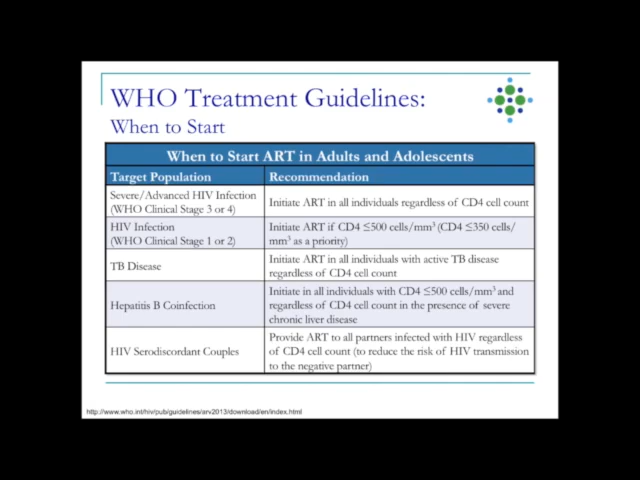 WHO Treatment Guidelines:
When to Start
When to Start ART in Adults and Adolescents
Target Population
Recommendation
Severe/Advanced HIV Infection
(WHO Clinical Stage 3 or 4)
Initiate ART in all individuals regardless of CD4 cell count
HIV Infection
(WHO Clinical Stage 1 or 2)
Initiate ART if CD4 ≤500 cells/mm³ (CD4 ≤350 cells/
mm³ as a priority)
TB Disease
Initiate ART in all individuals with active TB disease
regardless of CD4 cell count
Hepatitis B Coinfection
Initiate in all individuals with CD4 ≤500 cells/mm³ and
regardless of CD4 cell count in the presence of severe
chronic liver disease
HIV Serodiscordant Couples
Provide ART to all partners infected with HIV regardless
of CD4 cell count (to reduce the risk of HIV transmission
to the negative partner)
http://www.who.int/hiv/pub/guidelines/arv2013/download/en/index.html